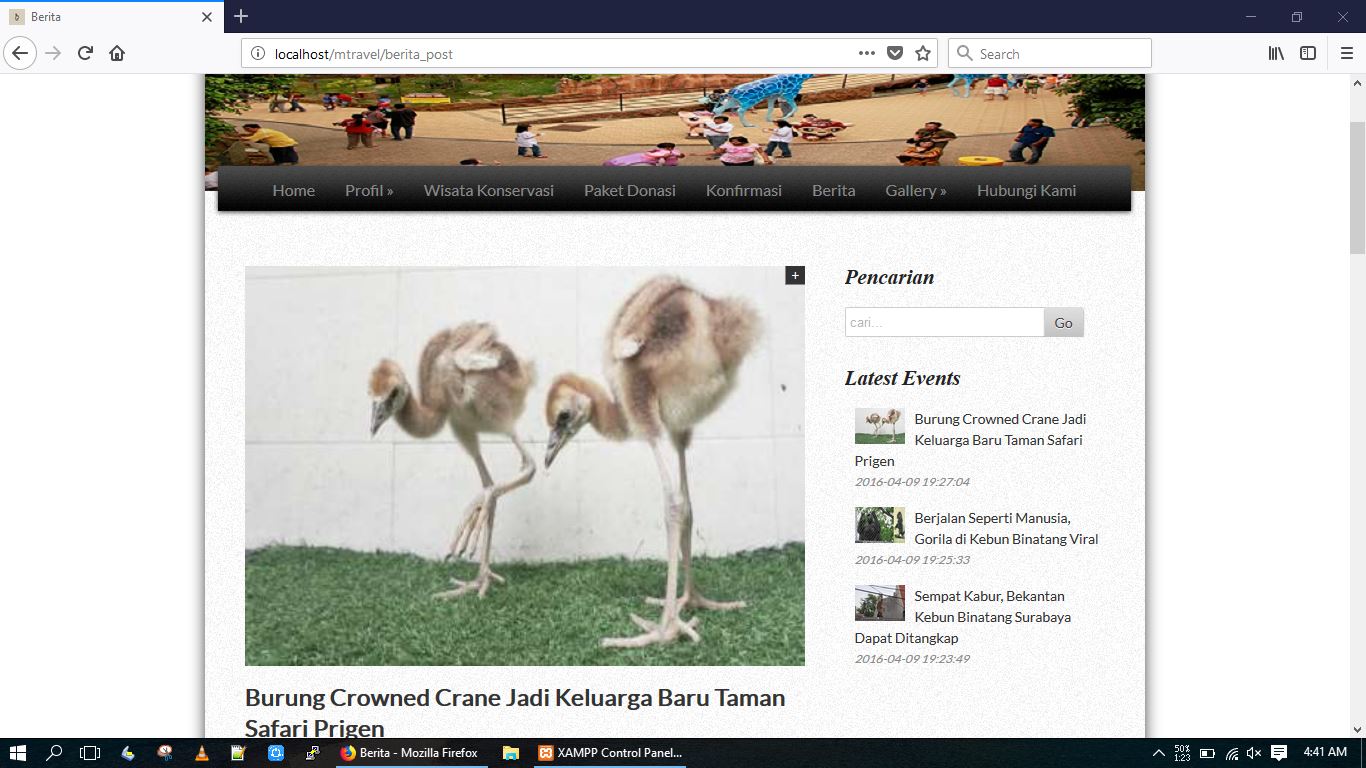 Berita
localhost/mtravel/berita_post
Search
Home Profil » Wisata Konservasi Paket Donasi Konfirmasi Berita Gallery » Hubungi Kami
+
Burung Crowned Crane Jadi Keluarga Baru Taman
Safari Prigen
Pencarian
cari...
Go
Latest Events
Burung Crowned Crane Jadi
Keluarga Baru Taman Safari
Prigen
2016-04-09 19:27:04
Berjalan Seperti Manusia,
Gorila di Kebun Binatang Viral
2016-04-09 19:25:33
Sempat Kabur, Bekantan
Kebun Binatang Surabaya
Dapat Ditangkap
2016-04-09 19:23:49
Berita - Mozilla Firefox
XAMPP Control Panel...
50%
1:23
4:41 AM